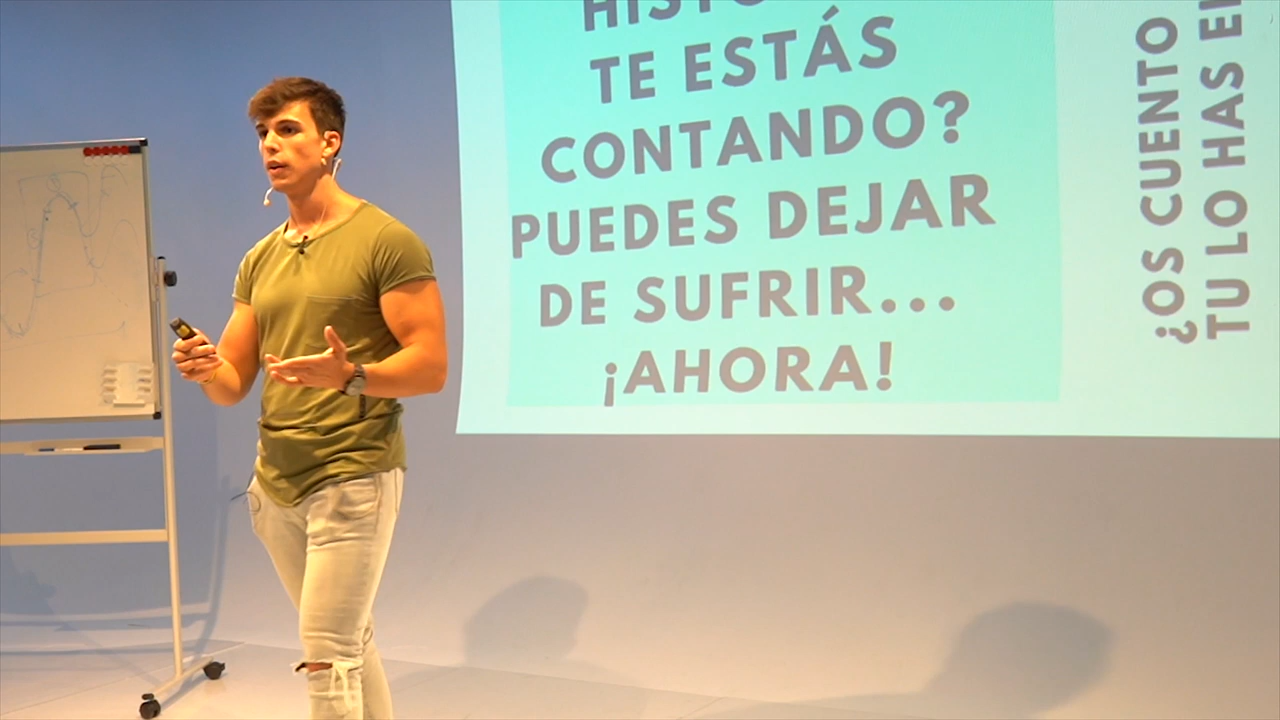 TE ESTÁS
CONTANDO?
PUEDES DEJAR
DE SUFRIR...
¡AHORA!
¿OS CUENTO
TU LO HAS